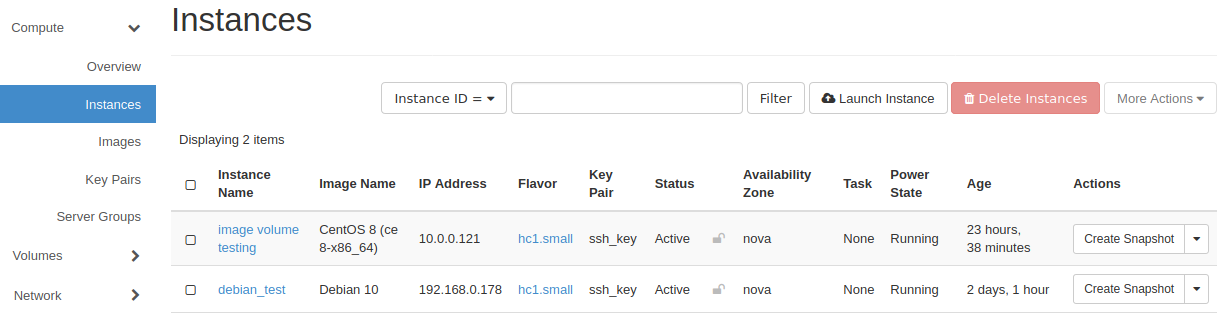 Compute
Overview
Instances
Images
Key Pairs
Server Groups
Volumes
Network
Instances
Instance ID = Filter Launch Instance Delete Instances More Actions
Displaying 2 items
Instance Name Image Name IP Address Flavor Key Pair Status Availability Zone Task Power State Age Actions
image volume testing CentOS 8 (ce 8-x86_64) 10.0.0.121 hc1.small ssh_key Active nova None Running 23 hours, 38 minutes Create Snapshot
debian_test Debian 10 192.168.0.178 hc1.small ssh_key Active nova None Running 2 days, 1 hour Create Snapshot